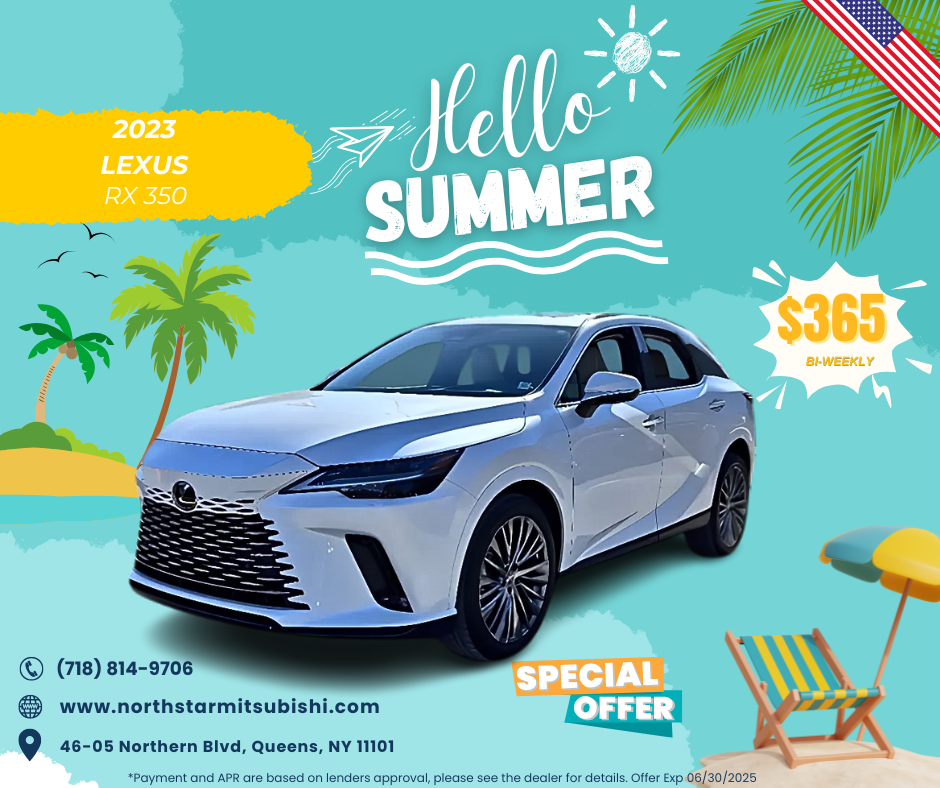 2023
LEXUS
RX 350
Hello
SUMMER
$365
BI-WEEKLY
(718) 814-9706
www.northstarmitsubishi.com
46-05 Northern Blvd, Queens, NY 11101
SPECIAL
OFFER
*Payment and APR are based on lenders approval, please see the dealer for details. Offer Exp 06/30/2025